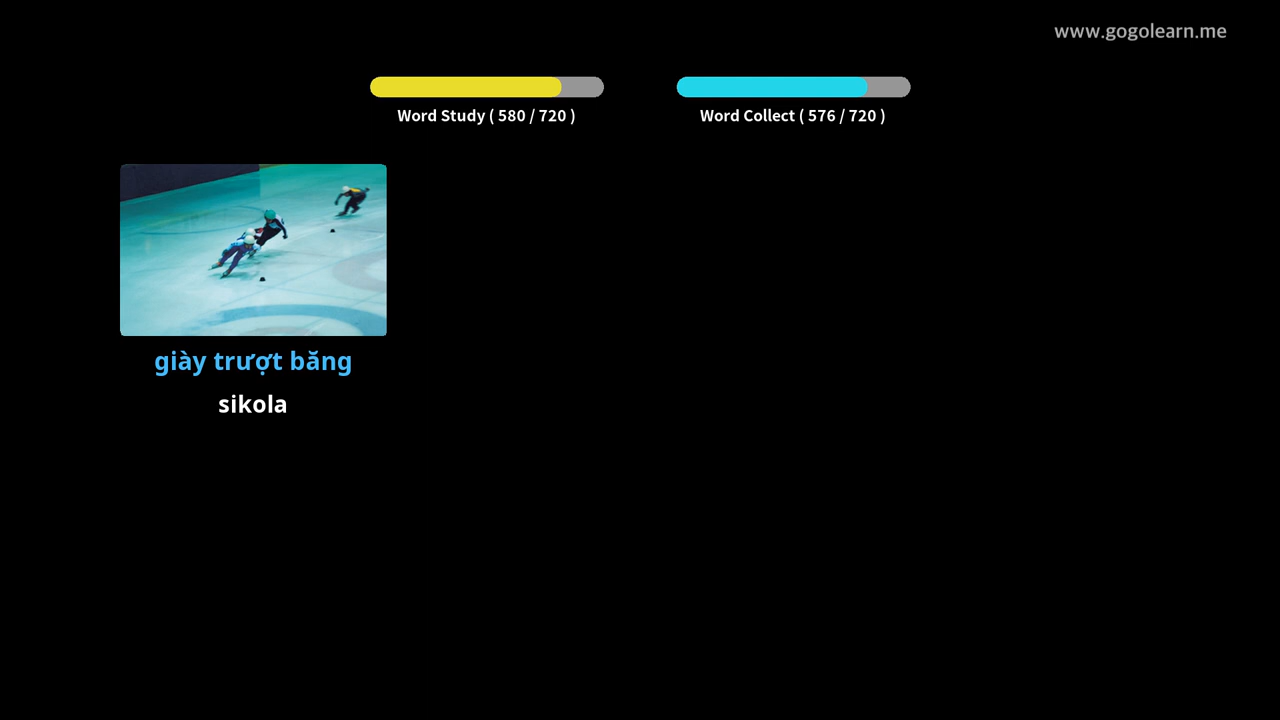 www.gogolearn.me
Word Study ( 580 / 720 )
Word Collect ( 576 / 720 )
giày trượt băng
sikola